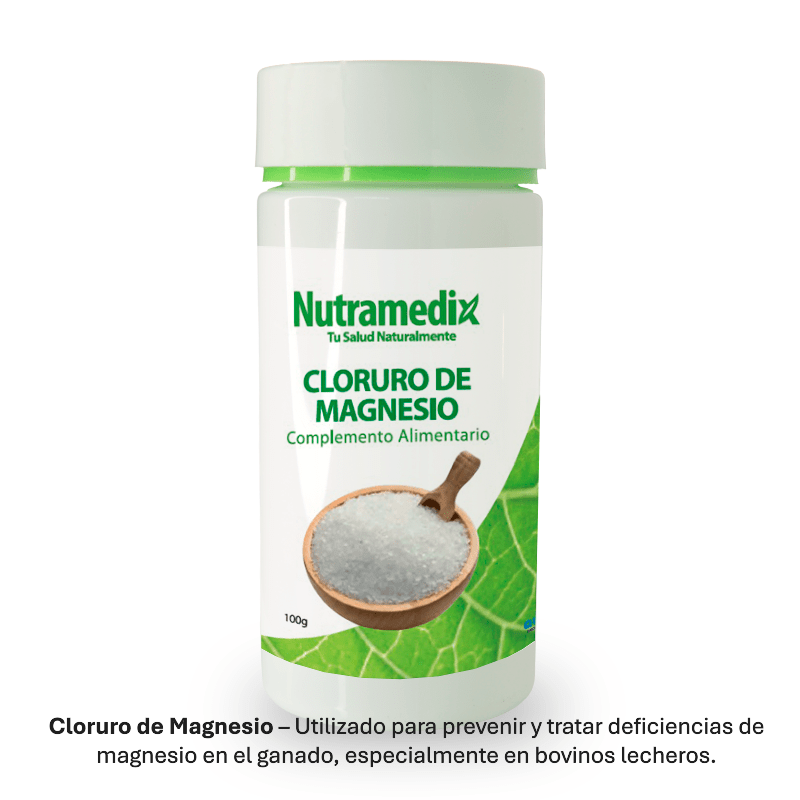 Nutramedix
Tu Salud Naturalmente
CLORURO DE
MAGNESIO
Complemento Alimentario
100g
Cloruro de Magnesio – Utilizado para prevenir y tratar deficiencias de
magnesio en el ganado, especialmente en bovinos lecheros.